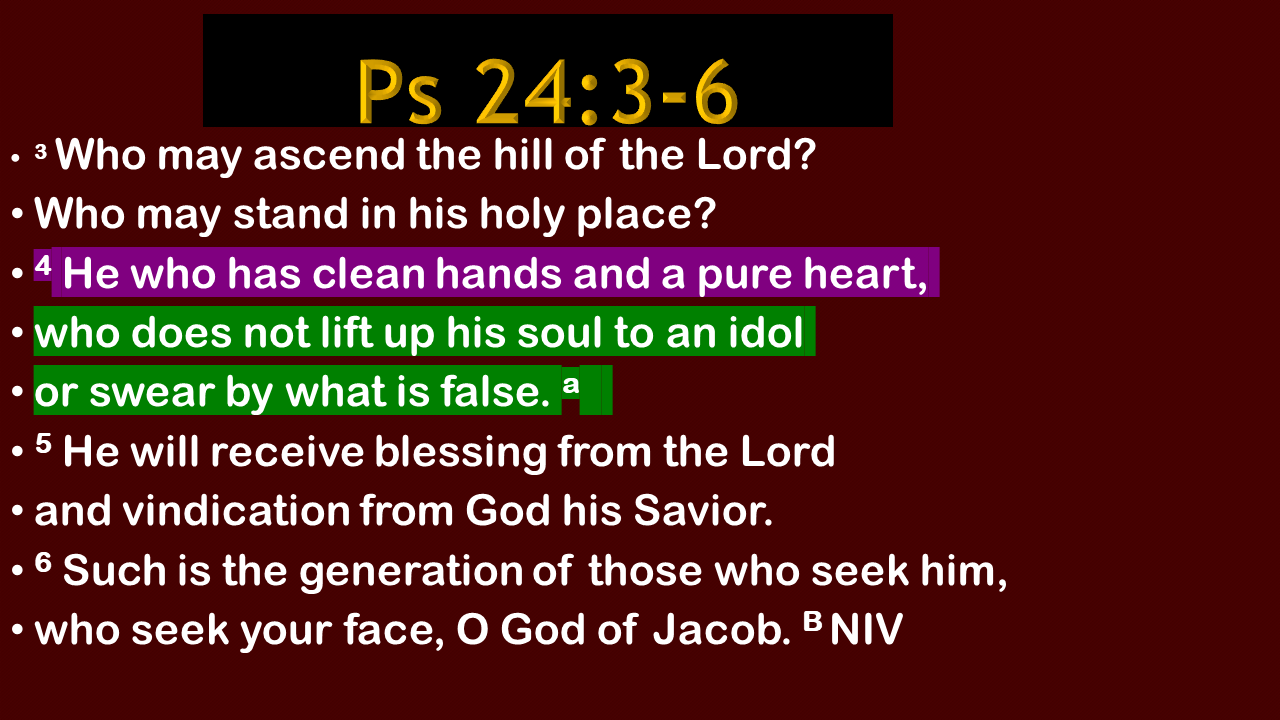 Ps 24:3-6
• ³ Who may ascend the hill of the Lord?
• Who may stand in his holy place?
• ⁴ He who has clean hands and a pure heart,
• who does not lift up his soul to an idol
• or swear by what is false. ᵃ
• ⁵ He will receive blessing from the Lord
• and vindication from God his Savior.
• ⁶ Such is the generation of those who seek him,
• who seek your face, O God of Jacob. ᴮ NIV